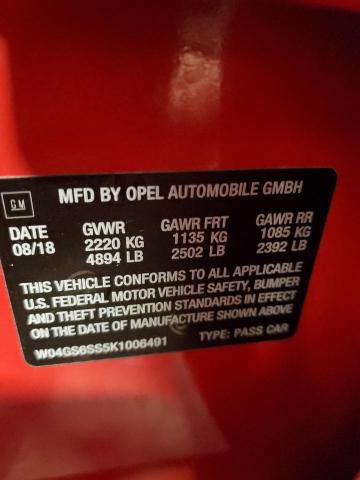 GM
MFD BY OPEL AUTOMOBILE GMBH
DATE GVWR GAWR FRT GAWR RR
08/18 2220 KG 1135 KG 1085 KG
4894 LB 2502 LB 2392 LB
THIS VEHICLE CONFORMS TO ALL APPLICABLE
U.S. FEDERAL MOTOR VEHICLE SAFETY, BUMPER
AND THEFT PREVENTION STANDARDS IN EFFECT
ON THE DATE OF MANUFACTURE SHOWN ABOVE.
W04GS6SS5K1006491 TYPE: PASS CAR